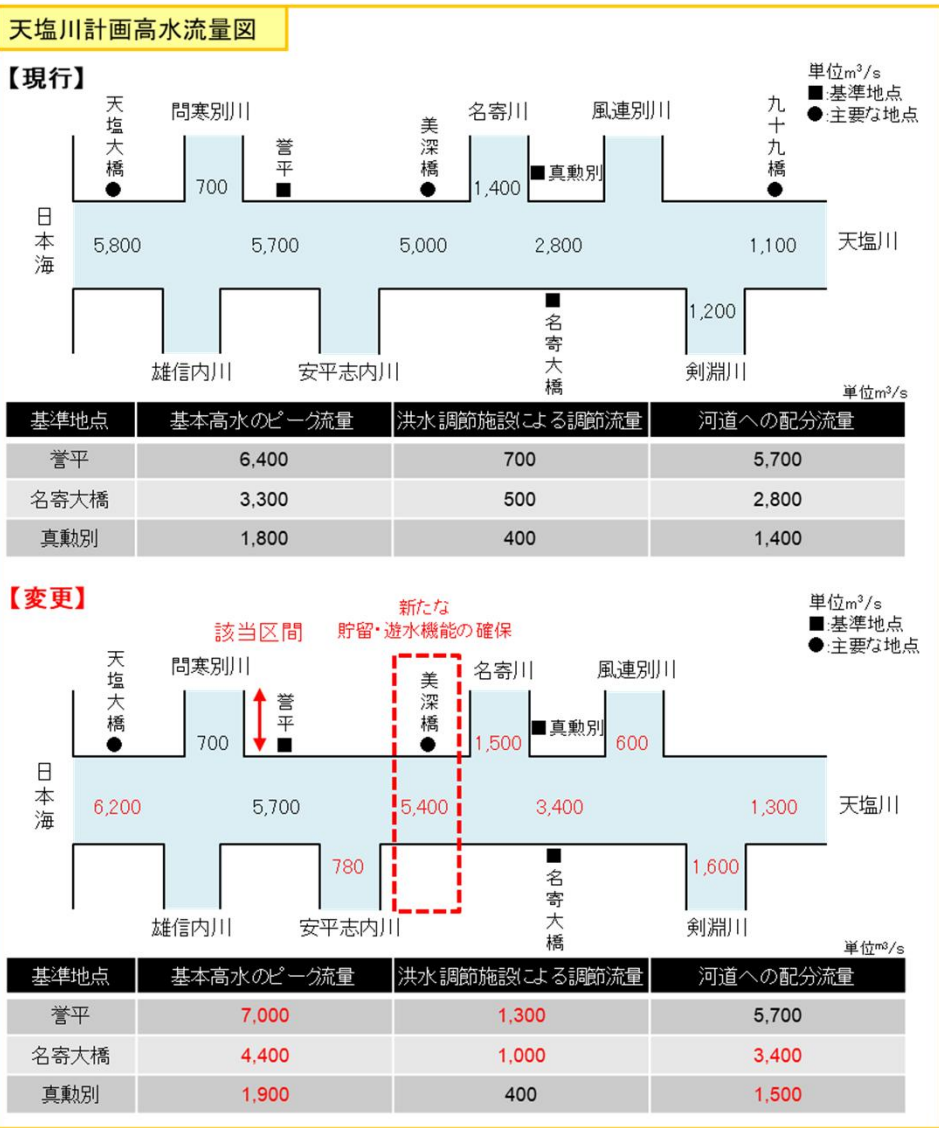 天塩川計画高水流量図
【現行】
単位m³/s
■:基準地点
●:主要な地点
天塩大橋
問寒別川
誉平
美深橋
名寄川
■真勲別
風連別川
九十九橋
700
1,400
日本海
5,800
5,700
5,000
2,800
1,100
天塩川
1,200
雄信内川
安平志内川
名寄大橋
剣淵川
単位m³/s
基準地点 基本高水のピーク流量 洪水調節施設による調節流量 河道への配分流量
誉平 6,400 700 5,700
名寄大橋 3,300 500 2,800
真勲別 1,800 400 1,400
【変更】
新たな
貯留・遊水機能の確保
該当区間
単位m³/s
■:基準地点
●:主要な地点
天塩大橋
問寒別川
誉平
美深橋
名寄川
■真勲別
風連別川
700
1,500
600
日本海
6,200
5,700
5,400
3,400
1,300
天塩川
780
1,600
雄信内川
安平志内川
名寄大橋
剣淵川
単位m³/s
基準地点 基本高水のピーク流量 洪水調節施設による調節流量 河道への配分流量
誉平 7,000 1,300 5,700
名寄大橋 4,400 1,000 3,400
真勲別 1,900 400 1,500